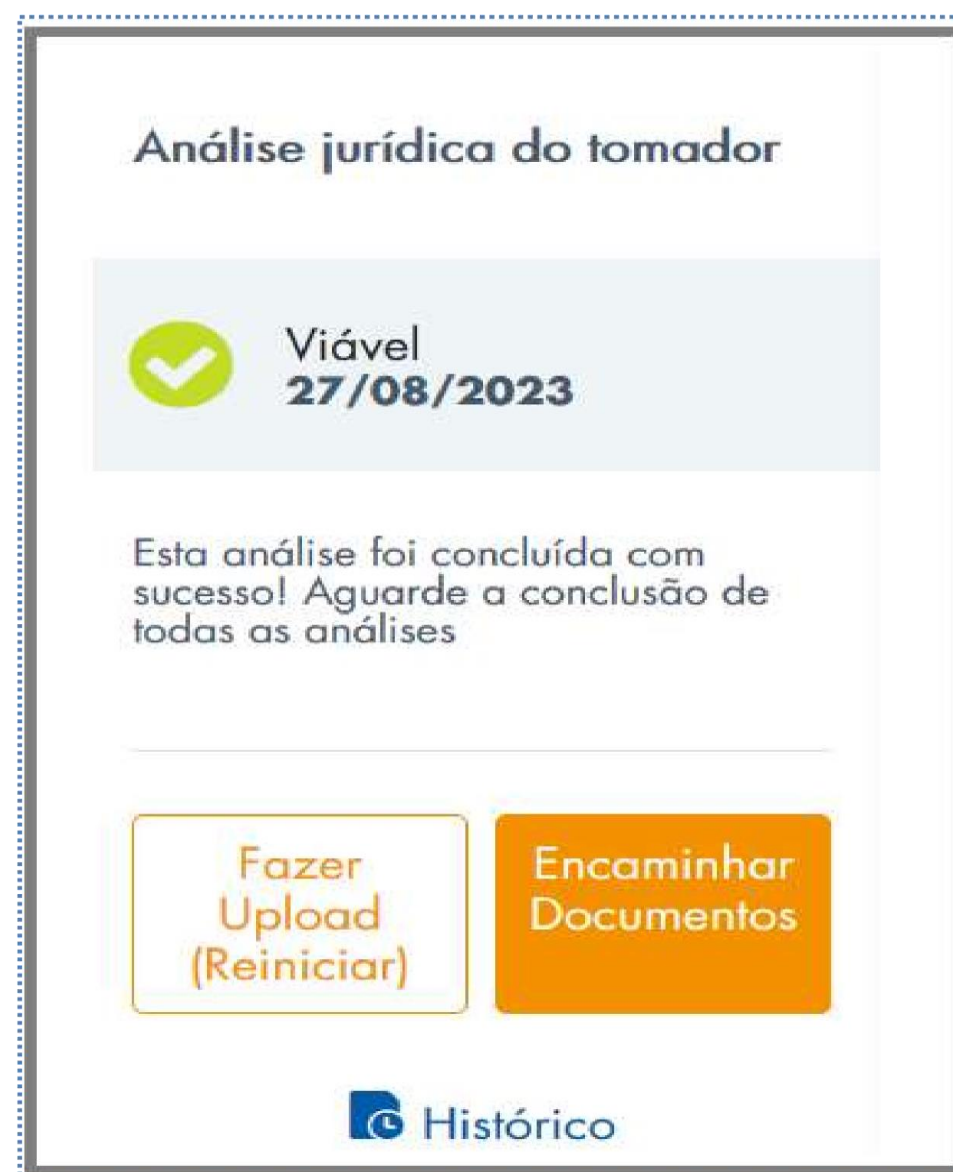 Análise jurídica do tomador
Viável
27/08/2023
Esta análise foi concluída com
sucesso! Aguarde a conclusão de
todas as análises
Fazer
Upload
(Reiniciar)
Encaminhar
Documentos
Histórico